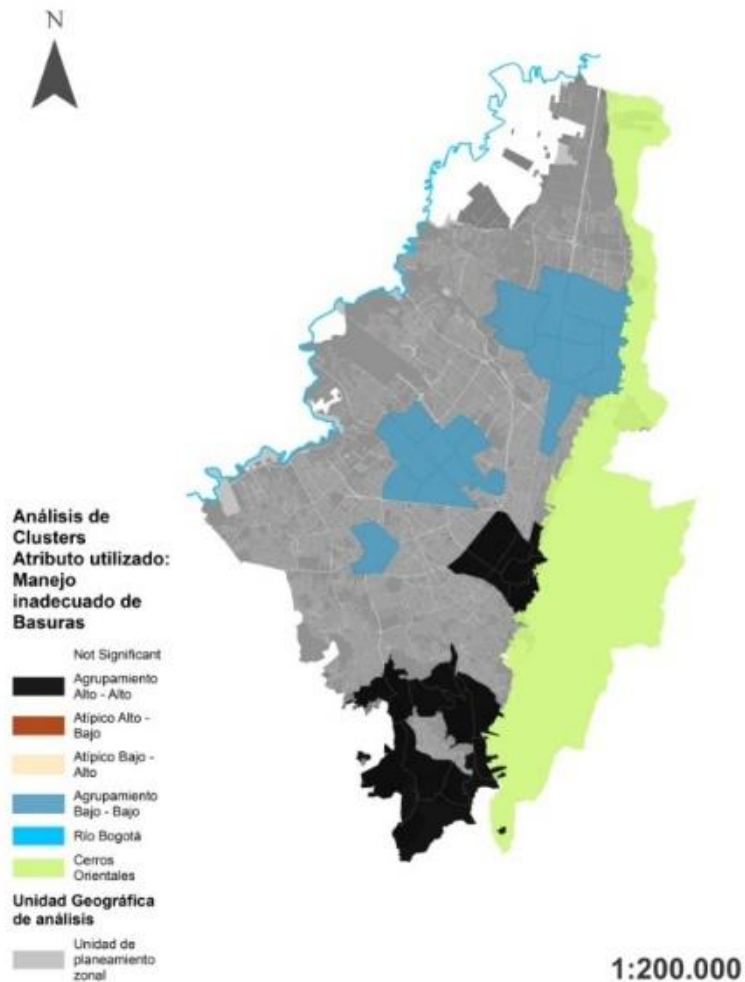 N
Análisis de
Clusters
Atributo utilizado:
Manejo
inadecuado de
Basuras
Not Significant
Agrupamiento
Alto - Alto
Atípico Alto -
Bajo
Atípico Bajo -
Alto
Agrupamiento
Bajo - Bajo
Río Bogotá
Cerros
Orientales
Unidad Geográfica
de análisis
Unidad de
planeamiento
zonal
1:200.000